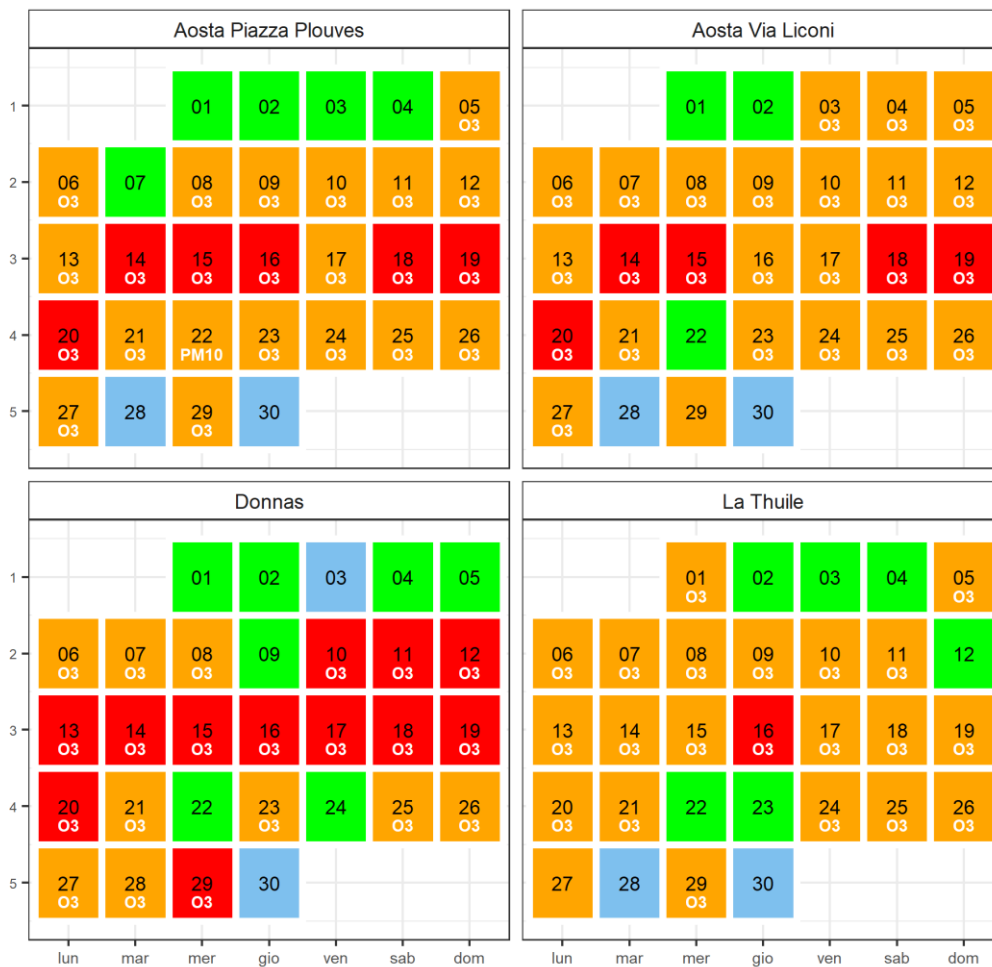 Aosta Piazza Plouves
Aosta Via Liconi
1
01 02 03 04 05
O3
01 02 03 04 05
O3 O3 O3
2
06 07 08 09 10 11 12
O3 O3 O3 O3 O3 O3
06 07 08 09 10 11 12
O3 O3 O3 O3 O3 O3 O3
3
13 14 15 16 17 18 19
O3 O3 O3 O3 O3 O3 O3
13 14 15 16 17 18 19
O3 O3 O3 O3 O3 O3 O3
4
20 21 22 23 24 25 26
O3 O3 PM10 O3 O3 O3 O3
20 21 22 23 24 25 26
O3 O3 O3 O3 O3 O3
5
27 28 29 30
O3 O3
27 28 29 30
O3
Donnas
La Thuile
1
01 02 03 04 05
01 02 03 04 05
O3 O3
2
06 07 08 09 10 11 12
O3 O3 O3 O3 O3 O3
06 07 08 09 10 11 12
O3 O3 O3 O3 O3 O3
3
13 14 15 16 17 18 19
O3 O3 O3 O3 O3 O3 O3
13 14 15 16 17 18 19
O3 O3 O3 O3 O3 O3 O3
4
20 21 22 23 24 25 26
O3 O3 O3 O3 O3
20 21 22 23 24 25 26
O3 O3 O3 O3 O3
5
27 28 29 30
O3 O3 O3
27 28 29 30
O3
lun mar mer gio ven sab dom
lun mar mer gio ven sab dom